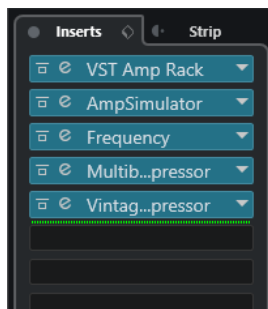 Inserts Strip
VST Amp Rack
AmpSimulator
Frequency
Multib...pressor
Vintag...pressor